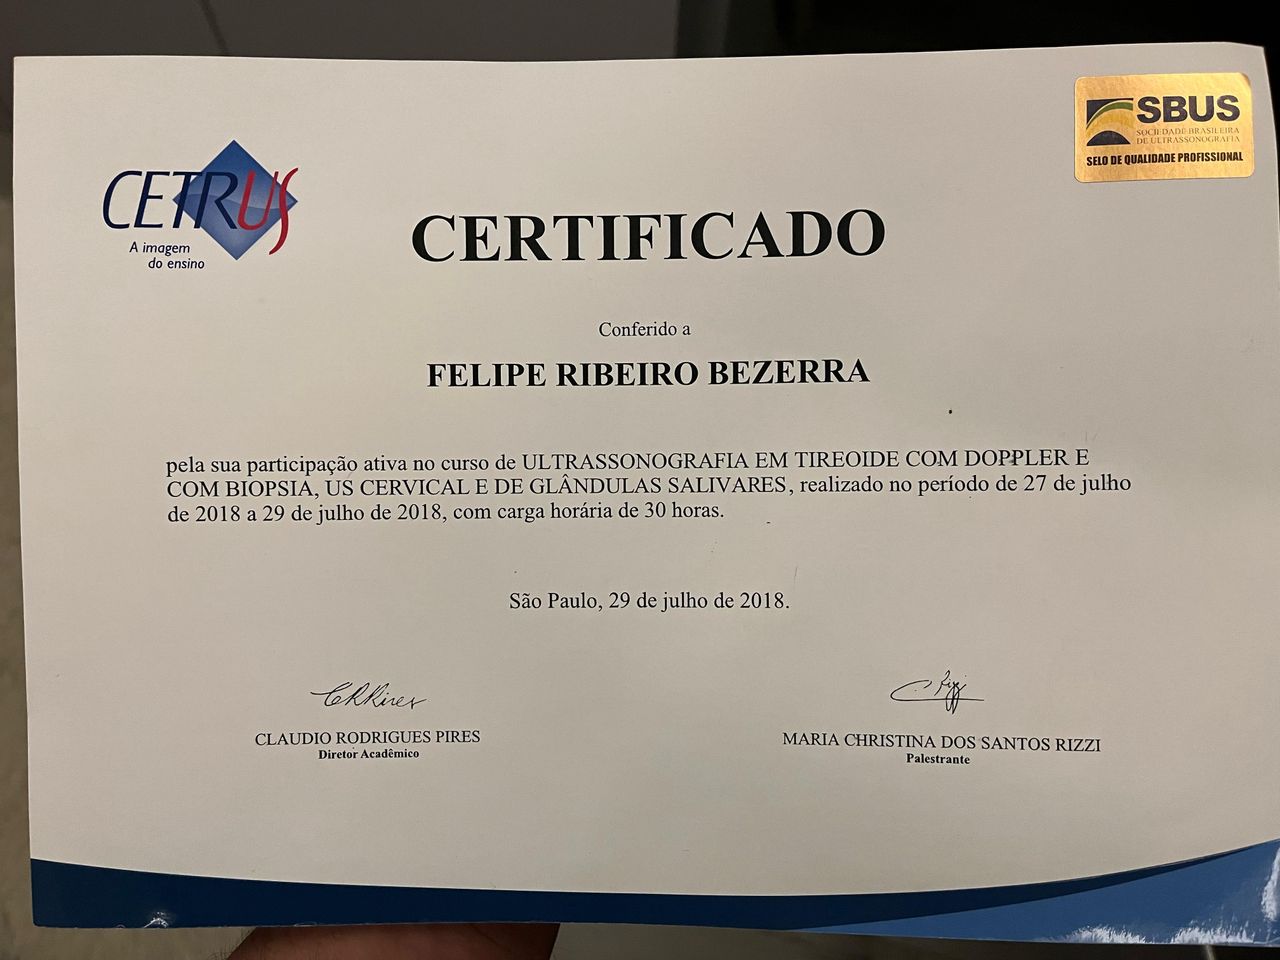 SBUS
SOCIEDADE BRASILEIRA
DE ULTRASSONOGRAFIA
SELO DE QUALIDADE PROFISSIONAL
CETRUS
A imagem
do ensino
CERTIFICADO
Conferido a
FELIPE RIBEIRO BEZERRA
pela sua participação ativa no curso de ULTRASSONOGRAFIA EM TIREOIDE COM DOPPLER E
COM BIOPSIA, US CERVICAL E DE GLÂNDULAS SALIVARES, realizado no período de 27 de julho
de 2018 a 29 de julho de 2018, com carga horária de 30 horas.
São Paulo, 29 de julho de 2018.
CRPires
C. Rizzi
CLAUDIO RODRIGUES PIRES
Diretor Acadêmico
MARIA CHRISTINA DOS SANTOS RIZZI
Palestrante